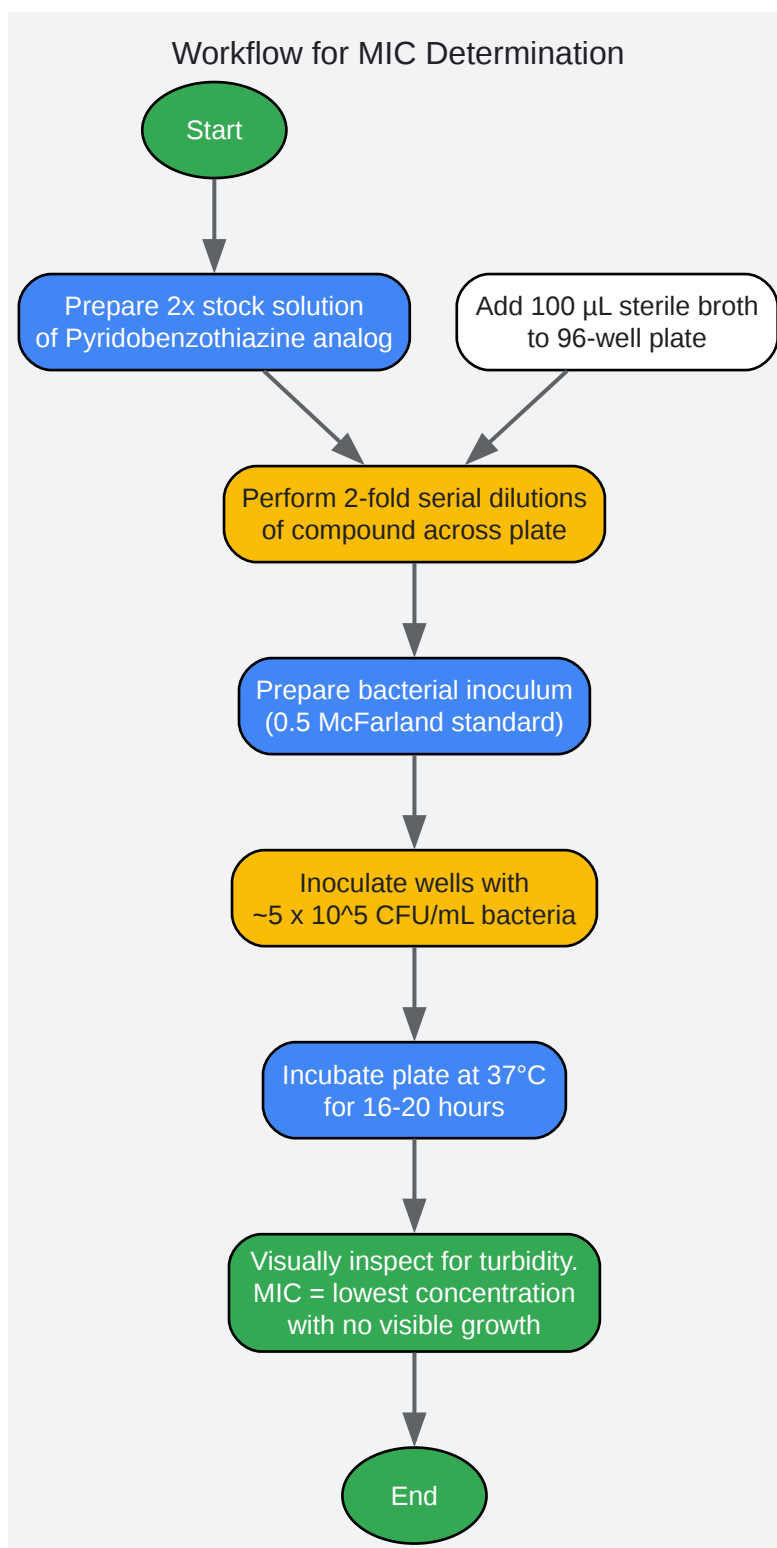 Workflow for MIC Determination
Start
Prepare 2x stock solution
of Pyridobenzothiazine analog
Add 100 µL sterile broth
to 96-well plate
Perform 2-fold serial dilutions
of compound across plate
Prepare bacterial inoculum
(0.5 McFarland standard)
Inoculate wells with
~5 x 10^5 CFU/mL bacteria
Incubate plate at 37°C
for 16-20 hours
Visually inspect for turbidity.
MIC = lowest concentration
with no visible growth
End